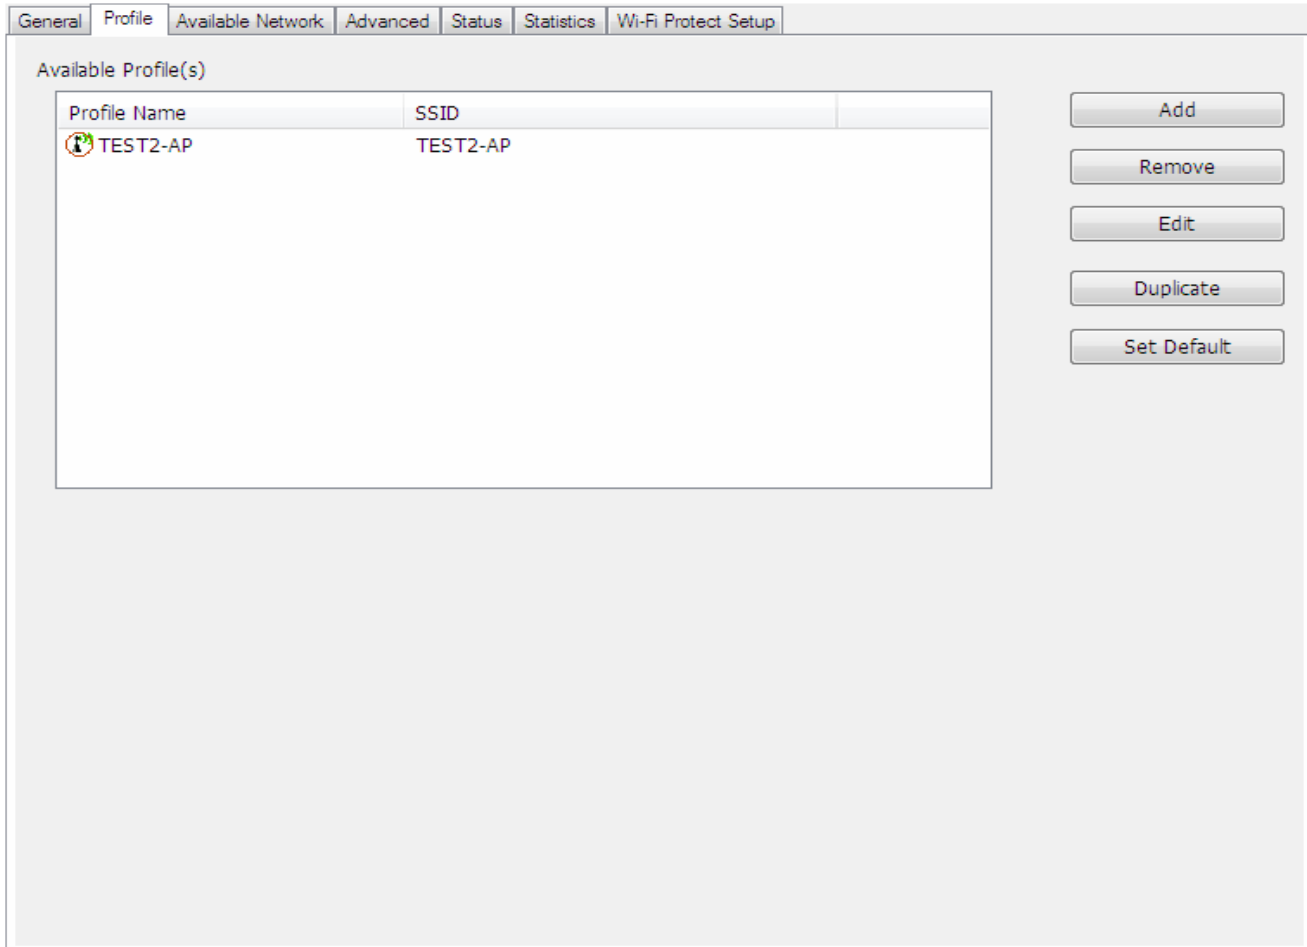 General Profile Available Network Advanced Status Statistics Wi-Fi Protect Setup
Available Profile(s)
Profile Name SSID
TEST2-AP TEST2-AP
Add
Remove
Edit
Duplicate
Set Default